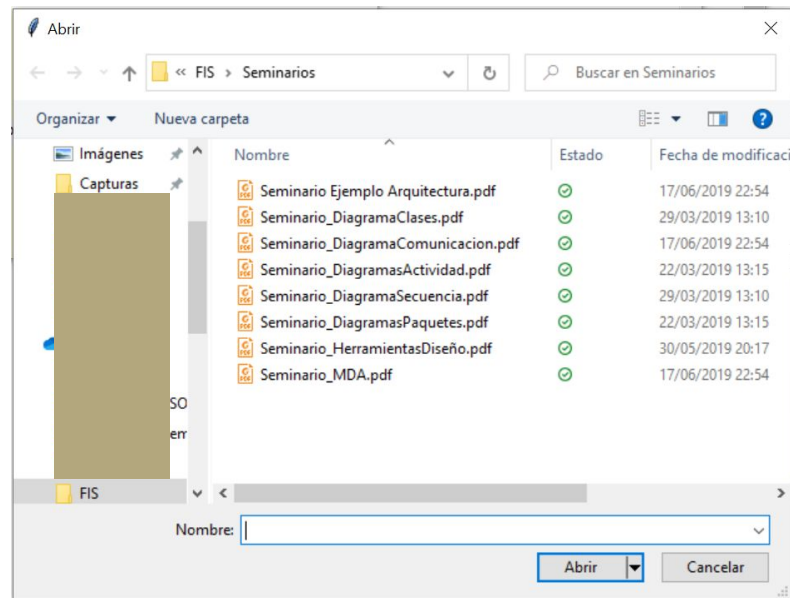 Abrir
« FIS › Seminarios
Buscar en Seminarios
Organizar
Nueva carpeta
Imágenes
Capturas
SO
em
FIS
Nombre Estado Fecha de modificaci
Seminario Ejemplo Arquitectura.pdf 17/06/2019 22:54
Seminario_DiagramaClases.pdf 29/03/2019 13:10
Seminario_DiagramaComunicacion.pdf 17/06/2019 22:54
Seminario_DiagramasActividad.pdf 22/03/2019 13:15
Seminario_DiagramaSecuencia.pdf 29/03/2019 13:10
Seminario_DiagramasPaquetes.pdf 22/03/2019 13:15
Seminario_HerramientasDiseño.pdf 30/05/2019 20:17
Seminario_MDA.pdf 17/06/2019 22:54
Nombre:
Abrir
Cancelar